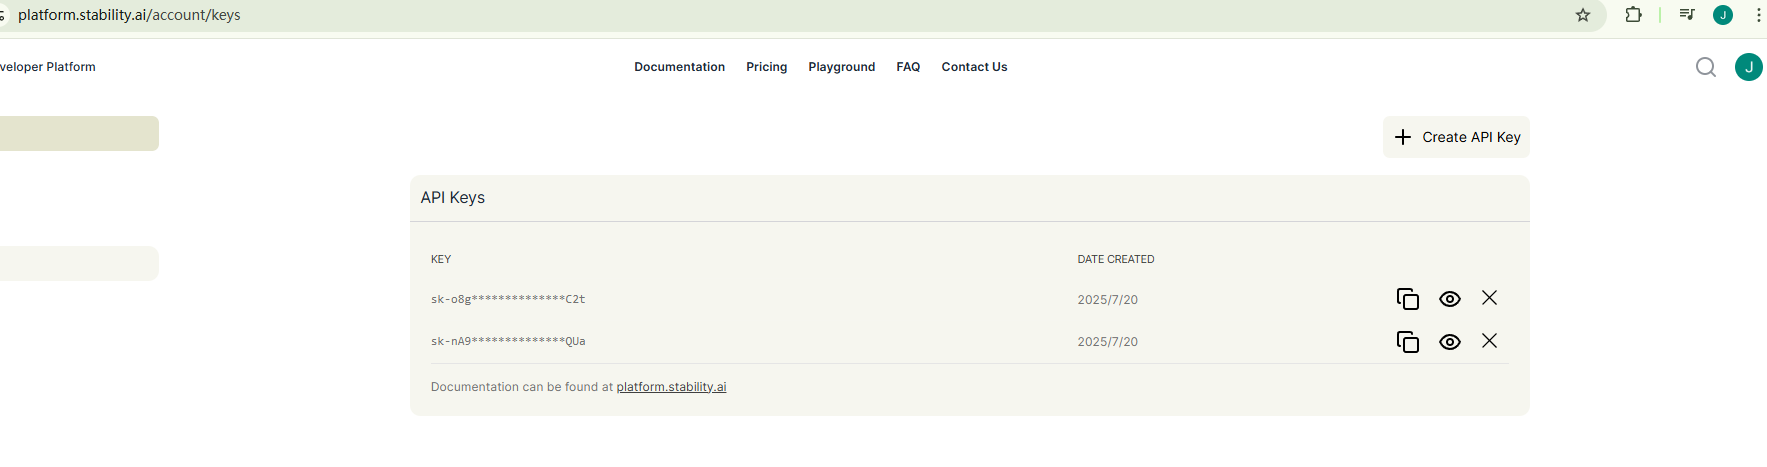 platform.stability.ai/account/keys
J
veloper Platform
Documentation Pricing Playground FAQ Contact Us
J
Create API Key
API Keys
KEY DATE CREATED
sk-o8g**************C2t 2025/7/20
sk-nA9**************QUa 2025/7/20
Documentation can be found at platform.stability.ai